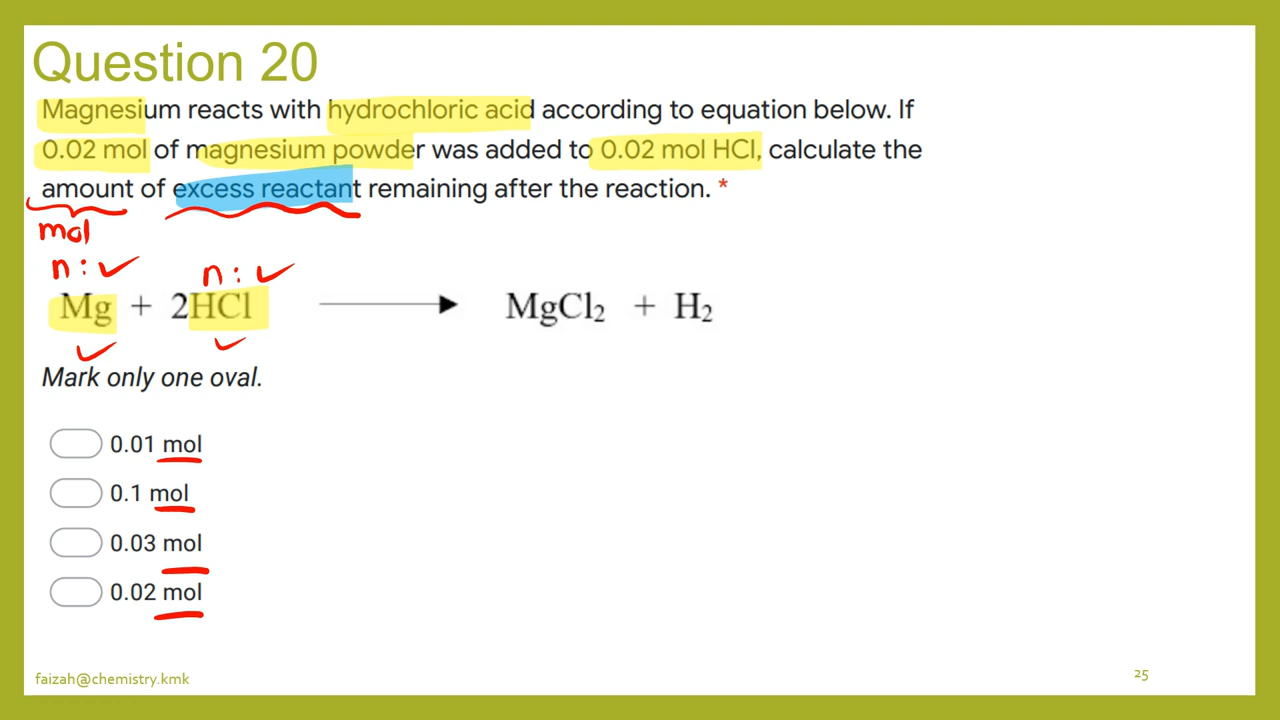 Question 20
Magnesium reacts with hydrochloric acid according to equation below. If
0.02 mol of magnesium powder was added to 0.02 mol HCl, calculate the
amount of excess reactant remaining after the reaction. *
mol
n : ✓ n : ✓
Mg + 2HCl → MgCl₂ + H₂
✓ ✓
Mark only one oval.
0.01 mol
0.1 mol
0.03 mol
0.02 mol
faizah@chemistry.kmk
25